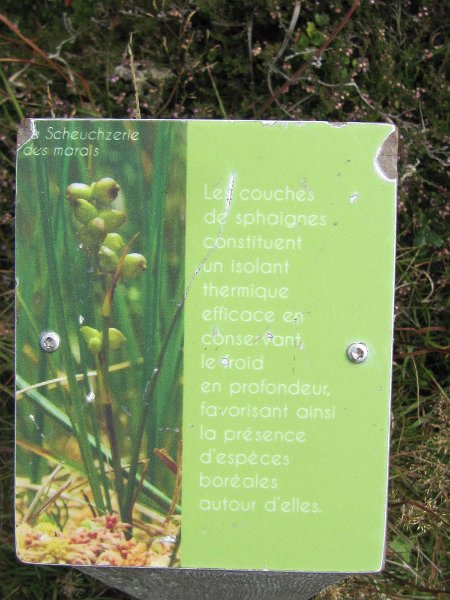 La Scheuchzerie
des marais
Les couches
de sphaignes
constituent
un isolant
thermique
efficace en
conservant
le froid
en profondeur,
favorisant ainsi
la présence
d'espèces
boréales
autour d'elles.